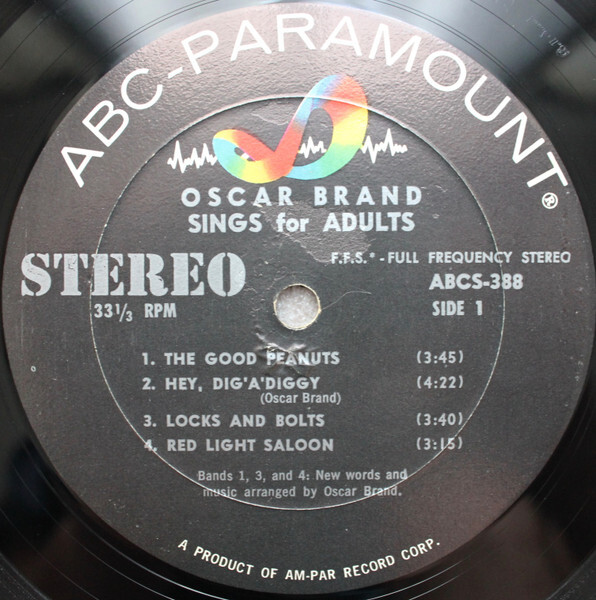 ABC-PARAMOUNT®
OSCAR BRAND
SINGS for ADULTS
STEREO
F.F.S.* - FULL FREQUENCY STEREO
ABCS-388
33 1/3 RPM
SIDE 1
1. THE GOOD PEANUTS (3:45)
2. HEY, DIG'A'DIGGY (4:22)
(Oscar Brand)
3. LOCKS AND BOLTS (3:40)
4. RED LIGHT SALOON (3:15)
Bands 1, 3, and 4: New words and
music arranged by Oscar Brand.
A PRODUCT OF AM-PAR RECORD CORP.